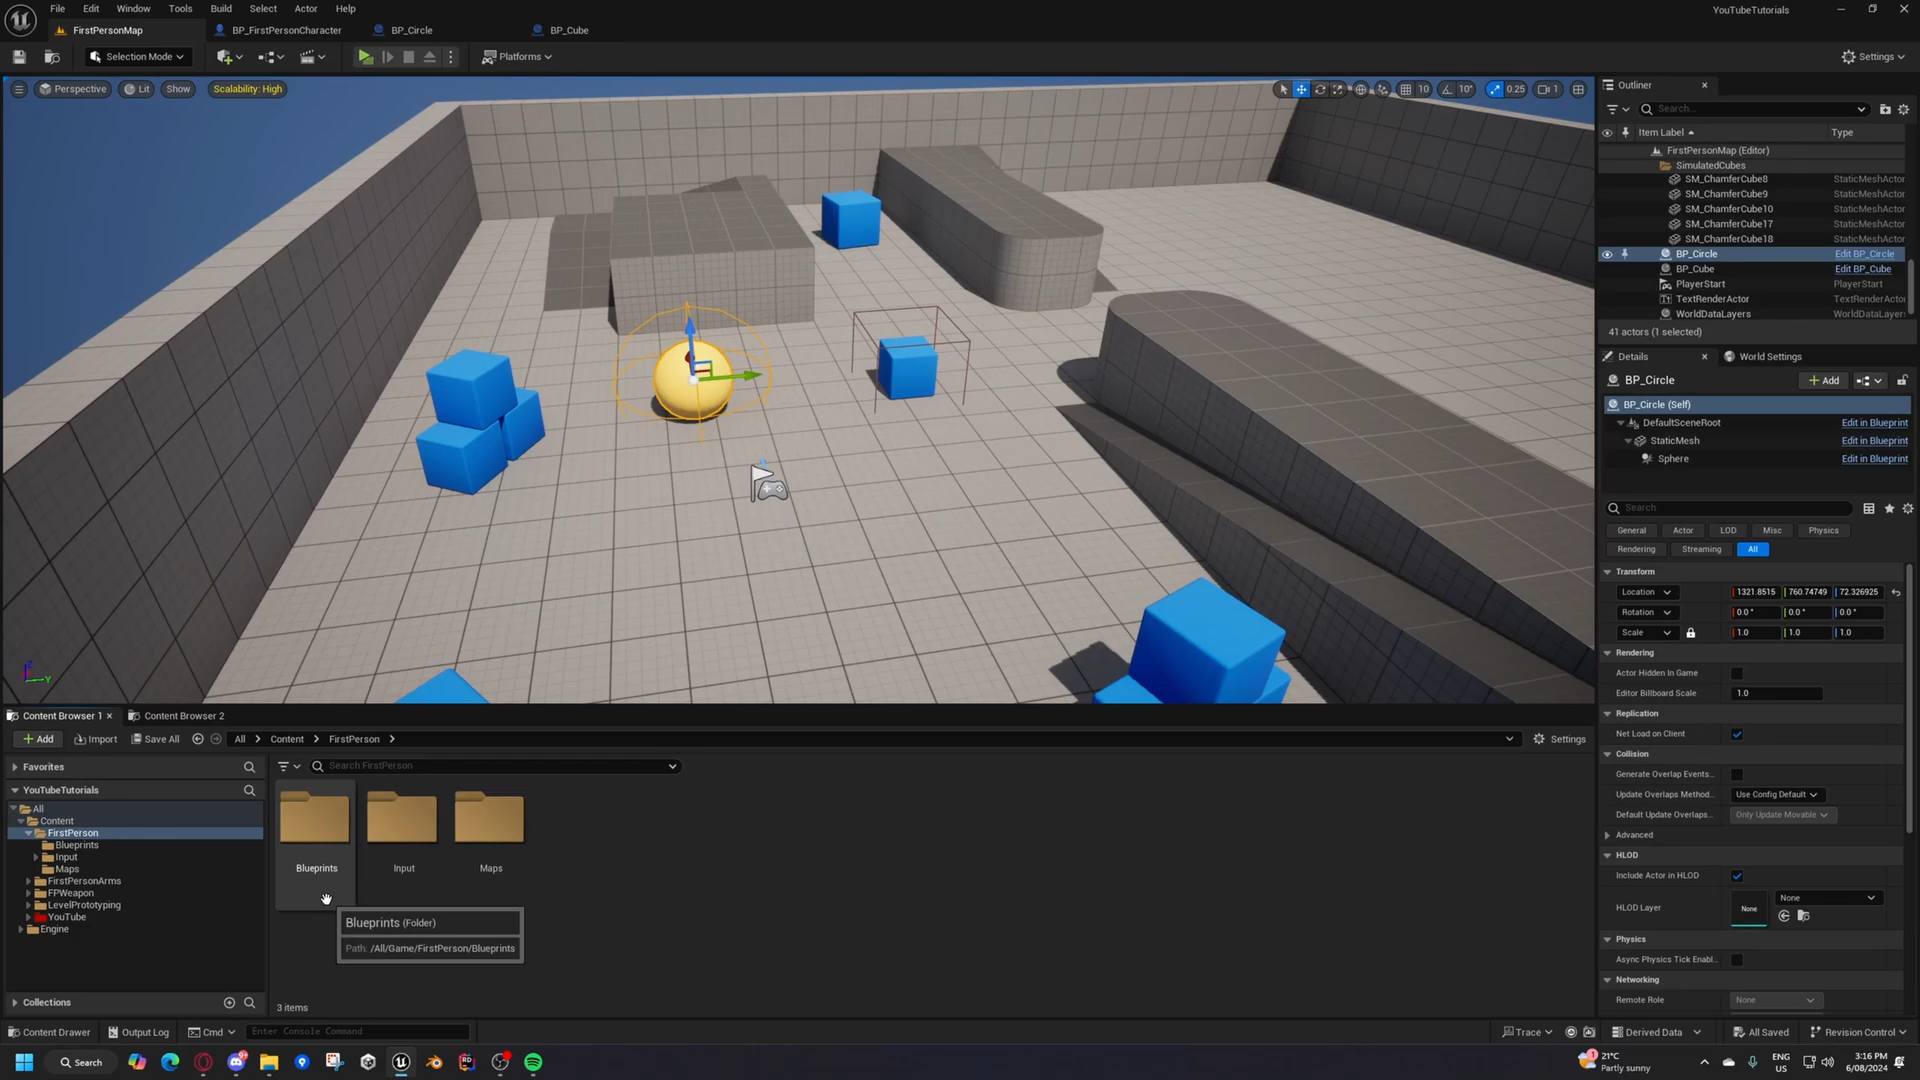 File Edit Window Tools Build Select Actor Help
YouTubeTutorials
FirstPersonMap BP_FirstPersonCharacter BP_Circle BP_Cube
Selection Mode Platforms Settings
Perspective Lit Show Scalability: High 10 10° 0.25 1
Outliner
Search...
Item Label Type
FirstPersonMap (Editor)
SimulatedCubes
SM_ChamferCube8 StaticMeshActor
SM_ChamferCube9 StaticMeshActor
SM_ChamferCube10 StaticMeshActor
SM_ChamferCube17 StaticMeshActor
SM_ChamferCube18 StaticMeshActor
BP_Circle Edit BP_Circle
BP_Cube Edit BP_Cube
PlayerStart PlayerStart
TextRenderActor TextRenderActor
WorldDataLayers WorldDataLayers
41 actors (1 selected)
Details World Settings
BP_Circle Add
BP_Circle (Self)
DefaultSceneRoot Edit in Blueprint
StaticMesh Edit in Blueprint
Sphere Edit in Blueprint
Search
General Actor LOD Misc Physics
Rendering Streaming All
Transform
Location 1321.8515 760.74749 72.326925
Rotation 0.0° 0.0° 0.0°
Scale 1.0 1.0 1.0
Rendering
Actor Hidden In Game
Editor Billboard Scale 1.0
Replication
Net Load on Client
Collision
Generate Overlap Events...
Update Overlaps Method... Use Config Default
Default Update Overlaps... Only Update Movable
Advanced
HLOD
Include Actor in HLOD
HLOD Layer None None
Physics
Async Physics Tick Enabl...
Networking
Remote Role None
Z
Y
Content Browser 1 Content Browser 2
Add Import Save All All Content FirstPerson Settings
Favorites
YouTubeTutorials
All
Content
FirstPerson
Blueprints
Input
Maps
FirstPersonArms
FPWeapon
LevelPrototyping
YouTube
Engine
Collections
Search FirstPerson
Blueprints Input Maps
Blueprints (Folder)
Path: /All/Game/FirstPerson/Blueprints
3 items
Content Drawer Output Log Cmd Enter Console Command Trace Derived Data All Saved Revision Control
Search
21°C
Partly sunny
ENG
US
3:16 PM
6/08/2024